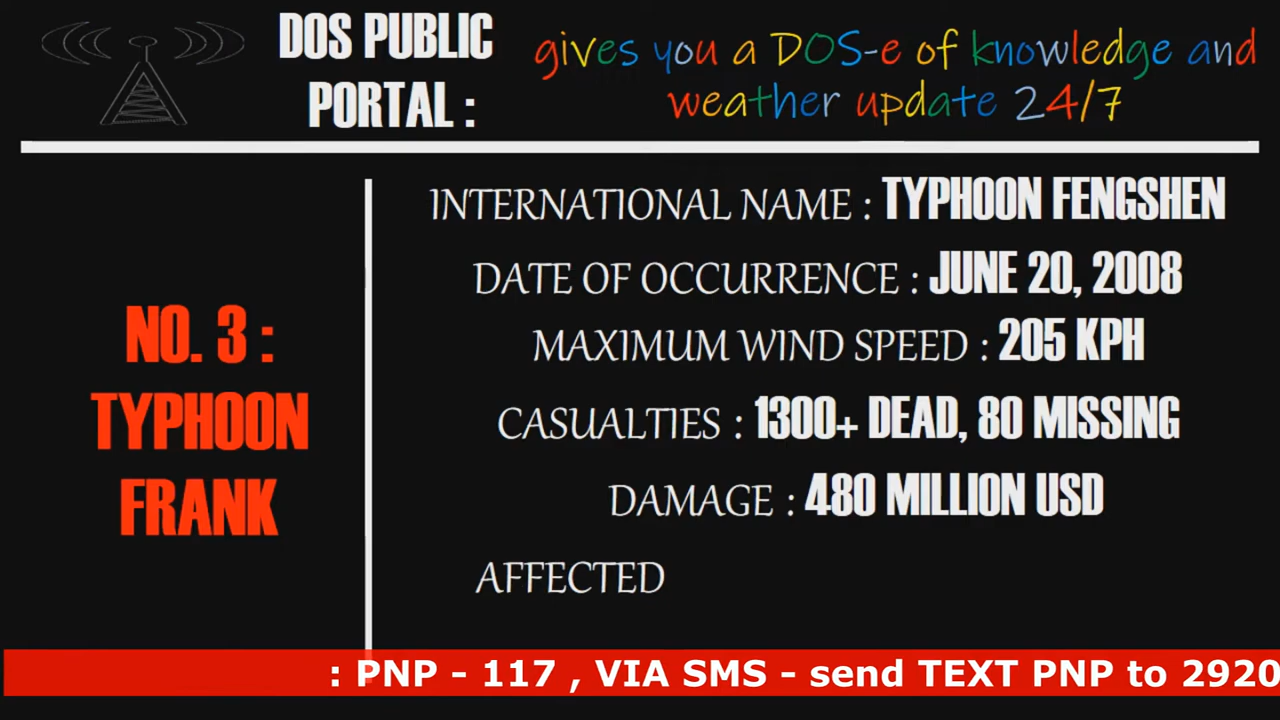 DOS PUBLIC
PORTAL :
gives you a DOS-e of knowledge and
weather update 24/7
NO. 3 :
TYPHOON
FRANK
INTERNATIONAL NAME : TYPHOON FENGSHEN
DATE OF OCCURRENCE : JUNE 20, 2008
MAXIMUM WIND SPEED : 205 KPH
CASUALTIES : 1300+ DEAD, 80 MISSING
DAMAGE : 480 MILLION USD
AFFECTED
: PNP - 117 , VIA SMS - send TEXT PNP to 2920